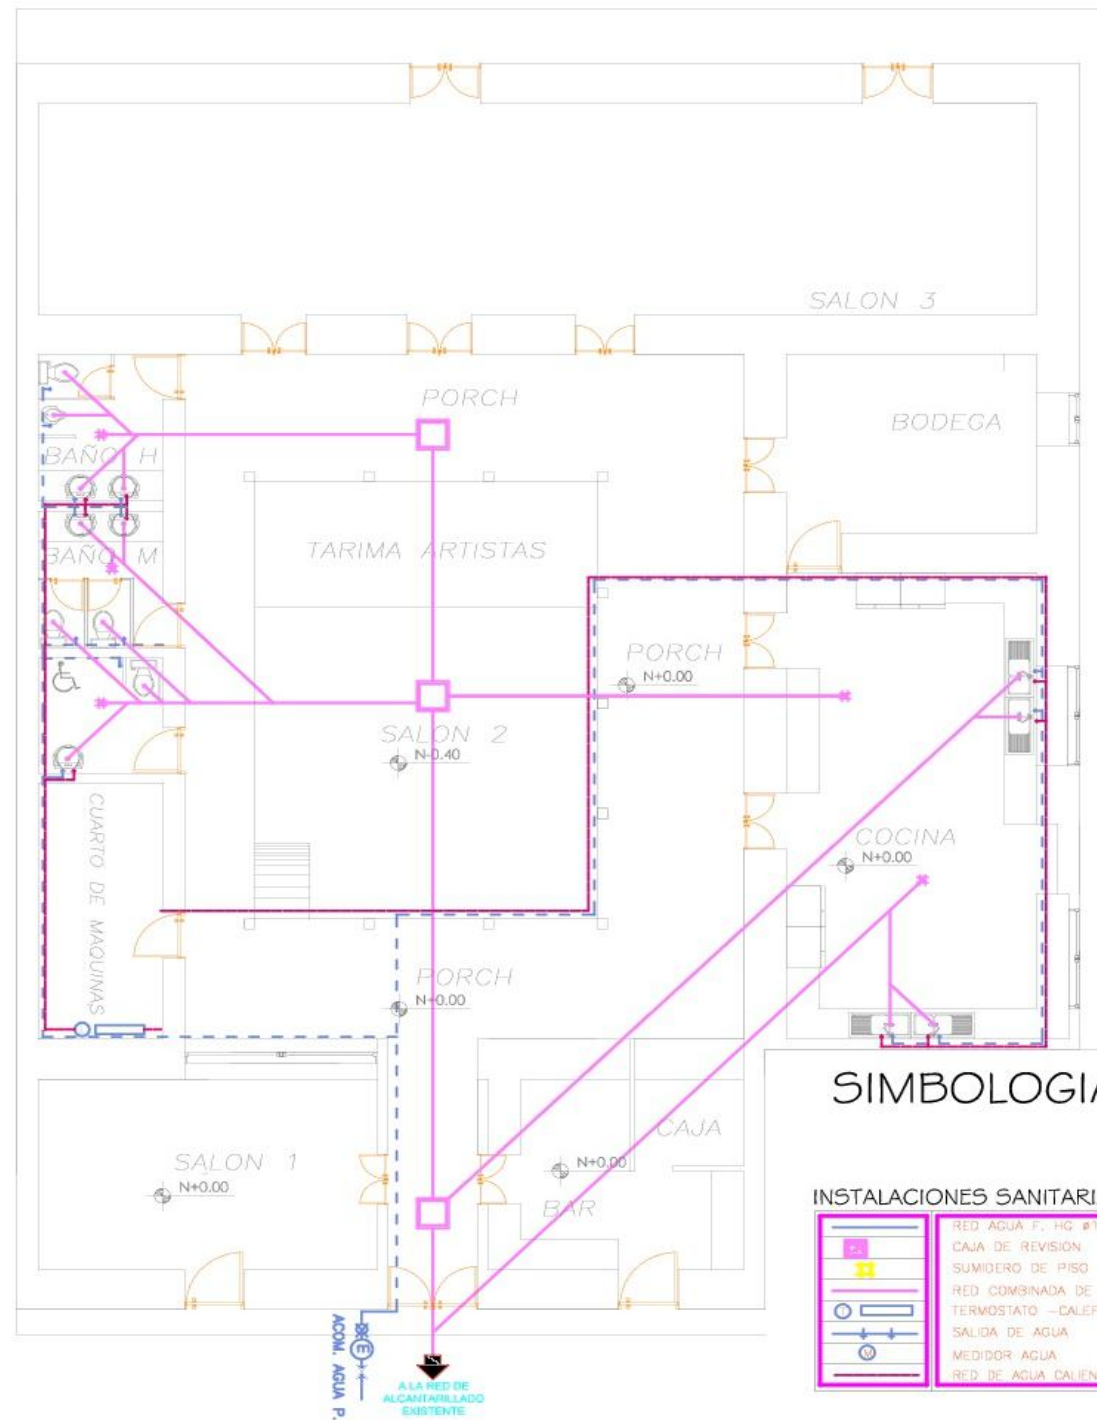 SALON 3
PORCH
BODEGA
BAÑO H
TARIMA ARTISTAS
BAÑO M
PORCH
N+0.00
SALON 2
N-0.40
COCINA
N+0.00
CUARTO DE MAQUINAS
PORCH
N+0.00
SIMBOLOGIA
CAJA
SALON 1
N+0.00
N+0.00
BAR
INSTALACIONES SANITARI
RED AGUA F. HG
CAJA DE REVISION
SUMIDERO DE PISO
RED COMBINADA DE
TERMOSTATO -CALEF
SALIDA DE AGUA
MEDIDOR AGUA
RED DE AGUA CALIEN
ACOM. AGUA P.
A LA RED DE
ALCANTARILLADO
EXISTENTE